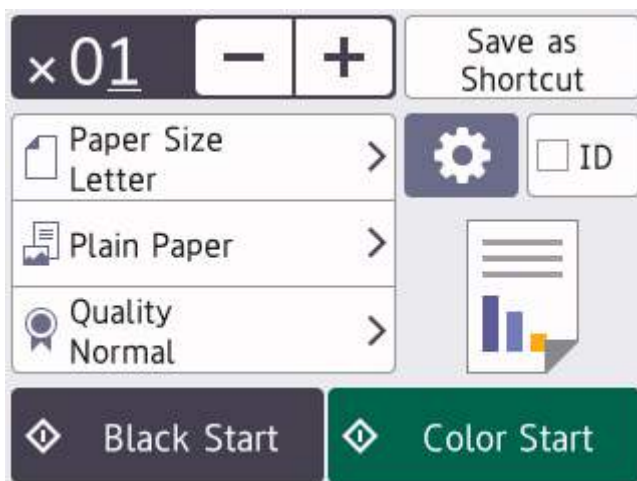 ×01
Save as
Shortcut
Paper Size
Letter
ID
Plain Paper
Quality
Normal
Black Start
Color Start